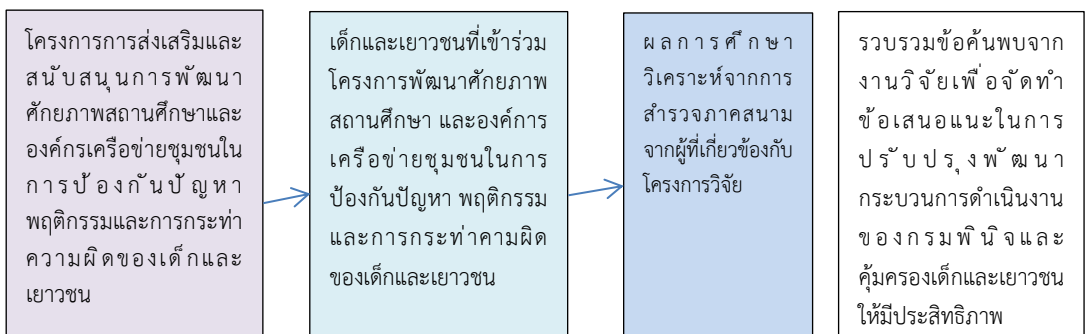 โครงการการส่งเสริมและ
สนับสนุนการพัฒนา
ศักยภาพสถานศึกษาและ
องค์กรเครือข่ายชุมชนใน
การป้องกันปัญหา
พฤติกรรมและการกระท่า
ความผิดของเด็กและ
เยาวชน
เด็กและเยาวชนที่เข้าร่วม
โครงการพัฒนาศักยภาพ
สถานศึกษา และองค์การ
เครือข่ายชุมชนในการ
ป้องกันปัญหา พฤติกรรม
และการกระท่าคามผิด
ของเด็กและเยาวชน
ผลการศึกษา
วิเคราะห์จากการ
สำรวจภาคสนาม
จากผู้ที่เกี่ยวข้องกับ
โครงการวิจัย
รวบรวมข้อค้นพบจาก
งานวิจัยเพื่อจัดทำ
ข้อเสนอแนะในการ
ปรับปรุงพัฒนา
กระบวนการดำเนินงาน
ของกรมพินิจและ
คุ้มครองเด็กและเยาวชน
ให้มีประสิทธิภาพ